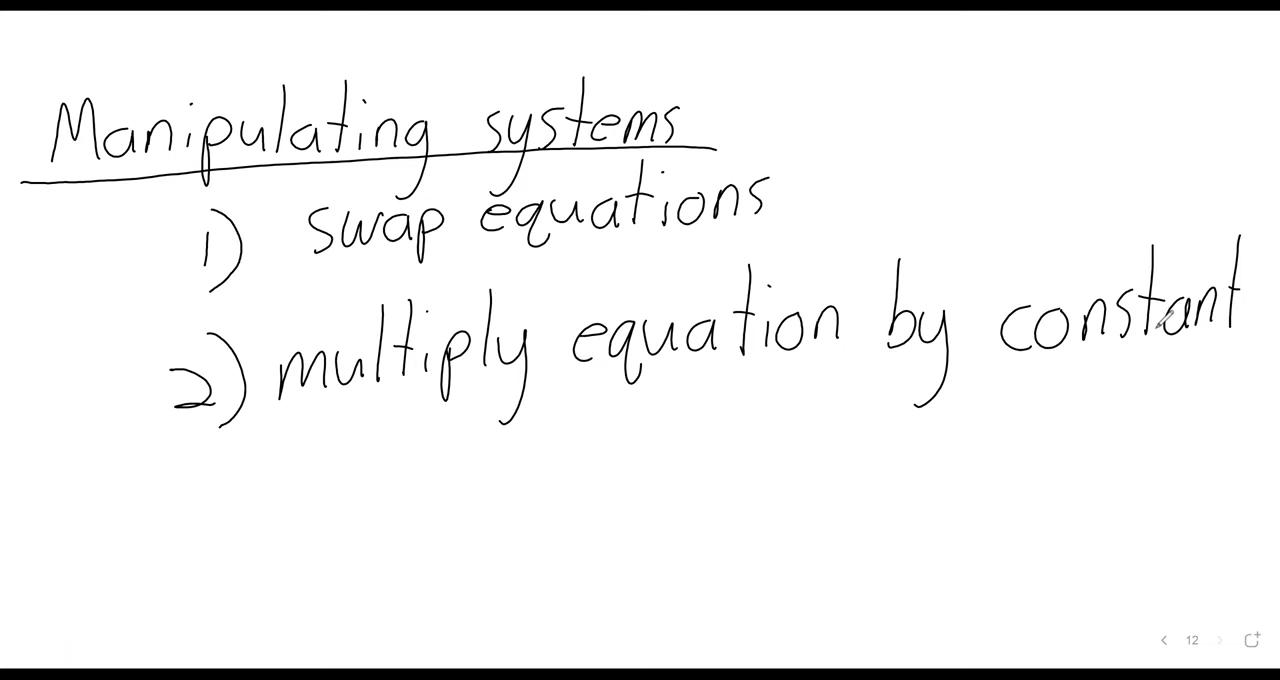 Manipulating systems
1) swap equations
2) multiply equation by constant
12